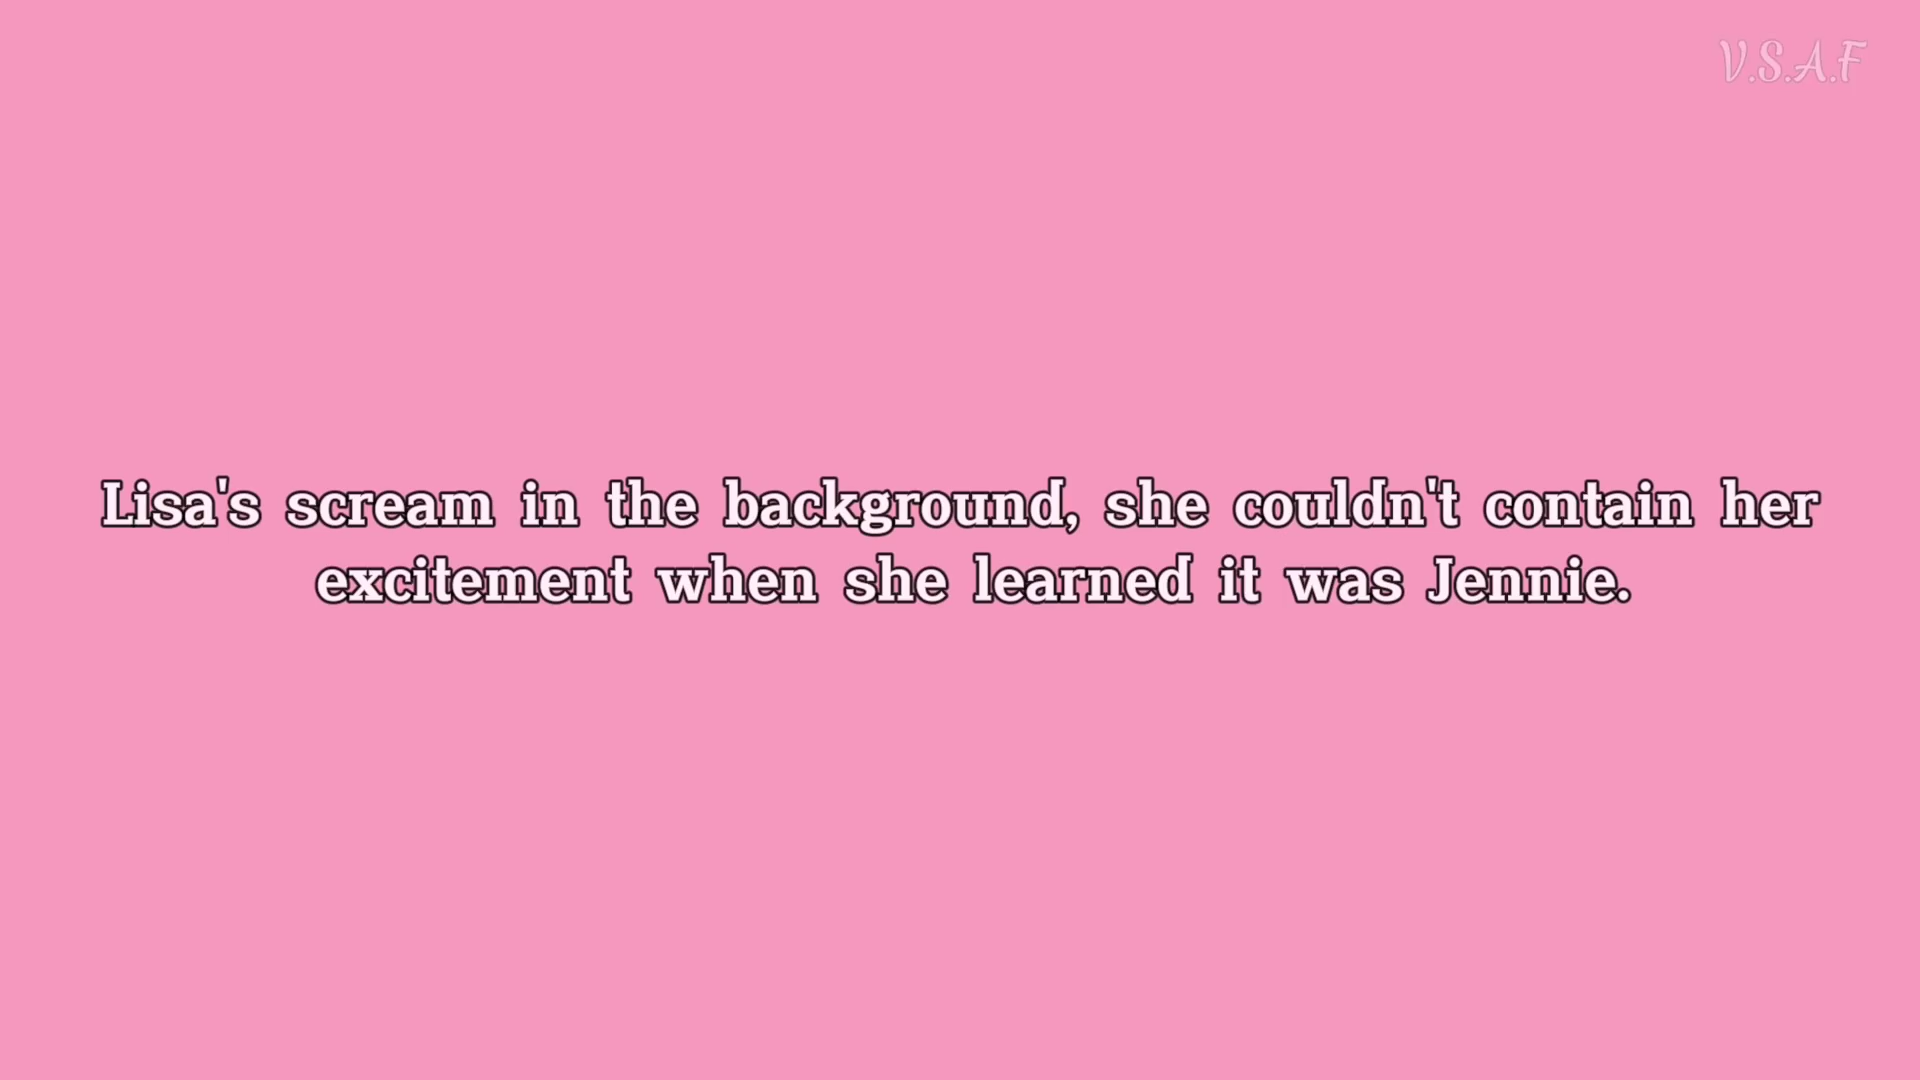 V.S.A.F
Lisa's scream in the background, she couldn't contain her
excitement when she learned it was Jennie.